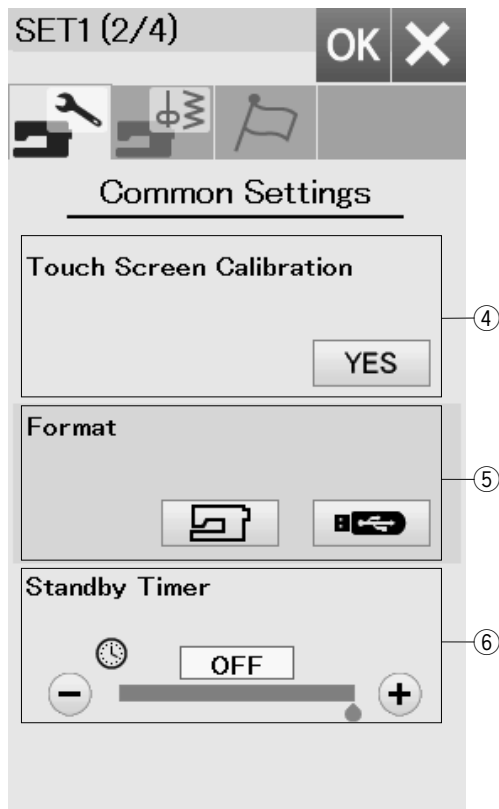 SET1 (2/4)
OK
Common Settings
Touch Screen Calibration
④
YES
Format
⑤
Standby Timer
⑥
OFF